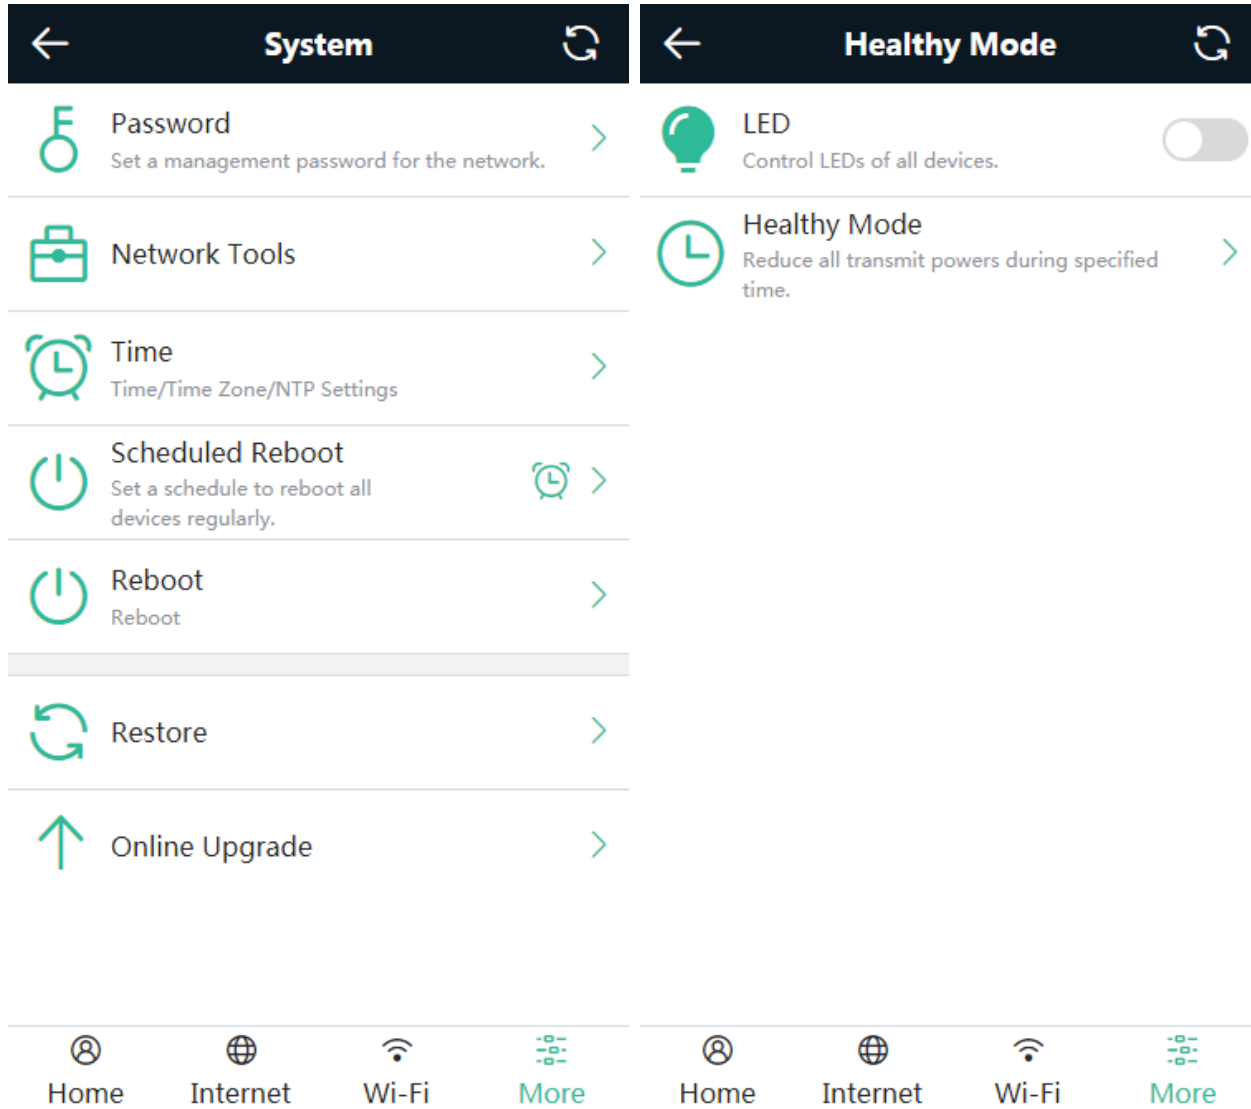 System
Password
Set a management password for the network.
Network Tools
Time
Time/Time Zone/NTP Settings
Scheduled Reboot
Set a schedule to reboot all
devices regularly.
Reboot
Reboot
Restore
Online Upgrade
Home Internet Wi-Fi More
Healthy Mode
LED
Control LEDs of all devices.
Healthy Mode
Reduce all transmit powers during specified
time.
Home Internet Wi-Fi More